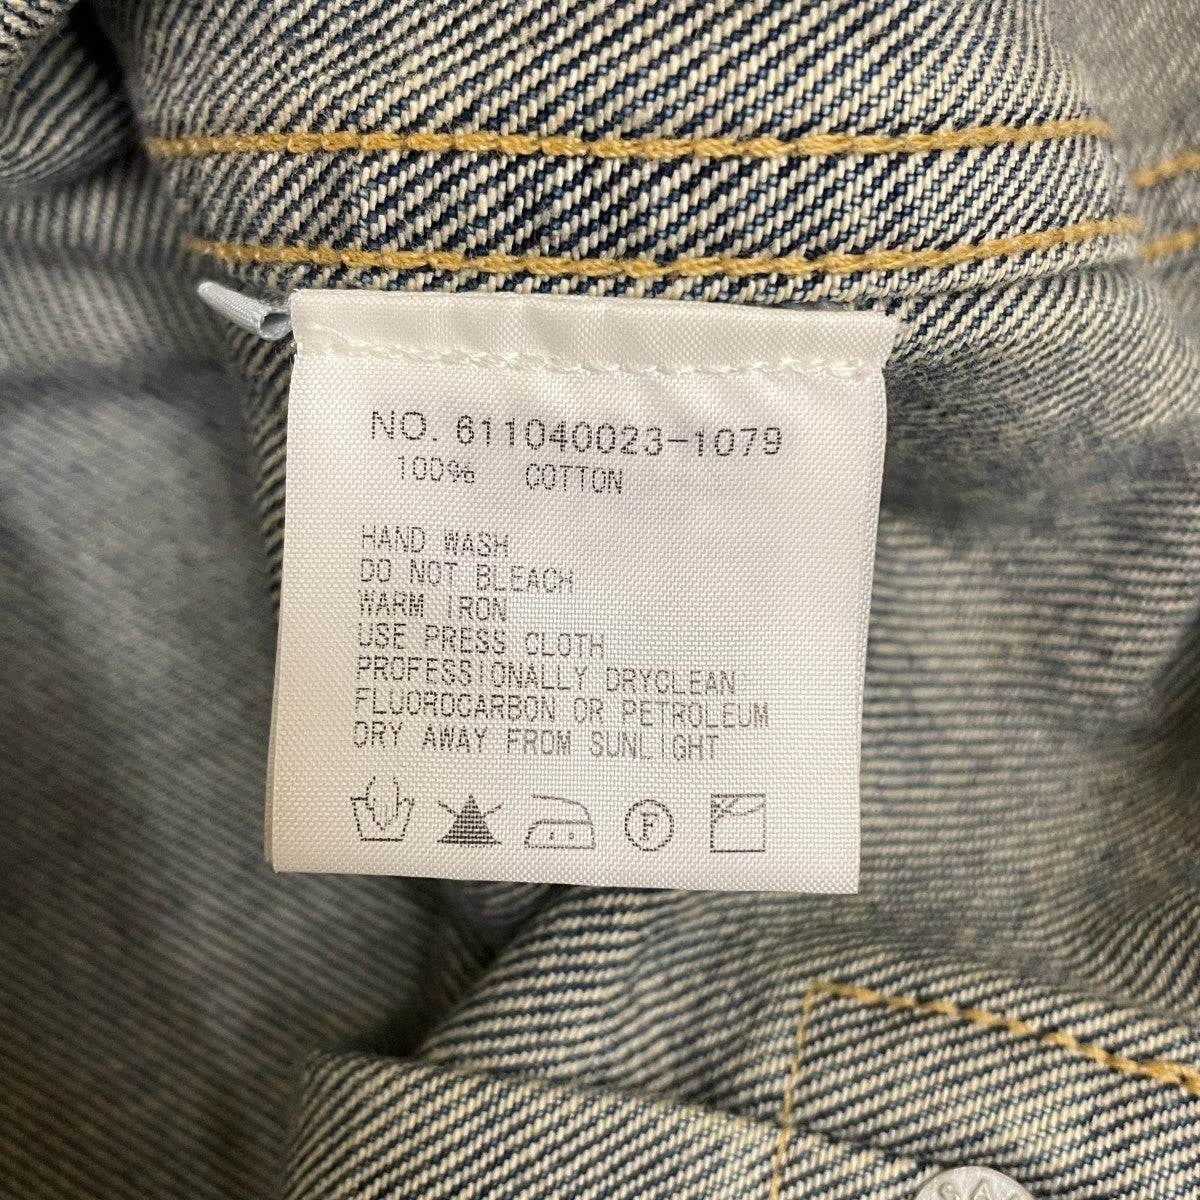 NO. 611040023-1079
100% COTTON
HAND WASH
DO NOT BLEACH
WARM IRON
USE PRESS CLOTH
PROFESSIONALLY DRYCLEAN
FLUOROCARBON OR PETROLEUM
DRY AWAY FROM SUNLIGHT
F